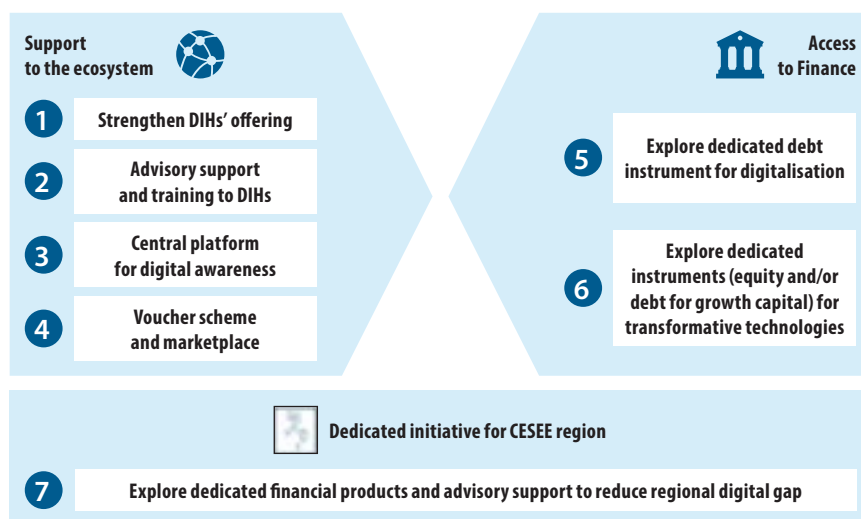 Support
to the ecosystem
1
Strengthen DIHs’ offering
2
Advisory support
and training to DIHs
3
Central platform
for digital awareness
4
Voucher scheme
and marketplace
Access
to Finance
5
Explore dedicated debt
instrument for digitalisation
6
Explore dedicated
instruments (equity and/or
debt for growth capital) for
transformative technologies
Dedicated initiative for CESEE region
7
Explore dedicated financial products and advisory support to reduce regional digital gap